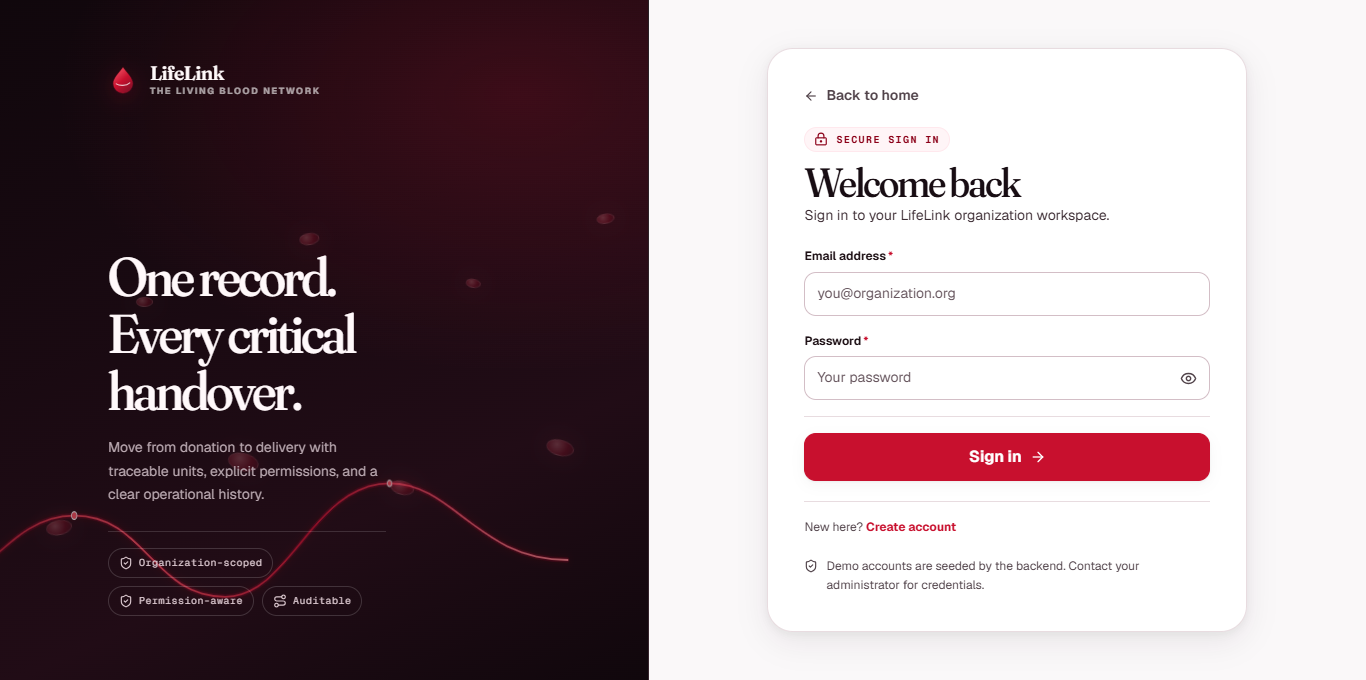 LifeLink
THE LIVING BLOOD NETWORK
One record.
Every critical
handover.
Move from donation to delivery with
traceable units, explicit permissions, and a
clear operational history.
Organization-scoped
Permission-aware
Auditable
Back to home
SECURE SIGN IN
Welcome back
Sign in to your LifeLink organization workspace.
Email address *
you@organization.org
Password *
Your password
Sign in
New here? Create account
Demo accounts are seeded by the backend. Contact your
administrator for credentials.